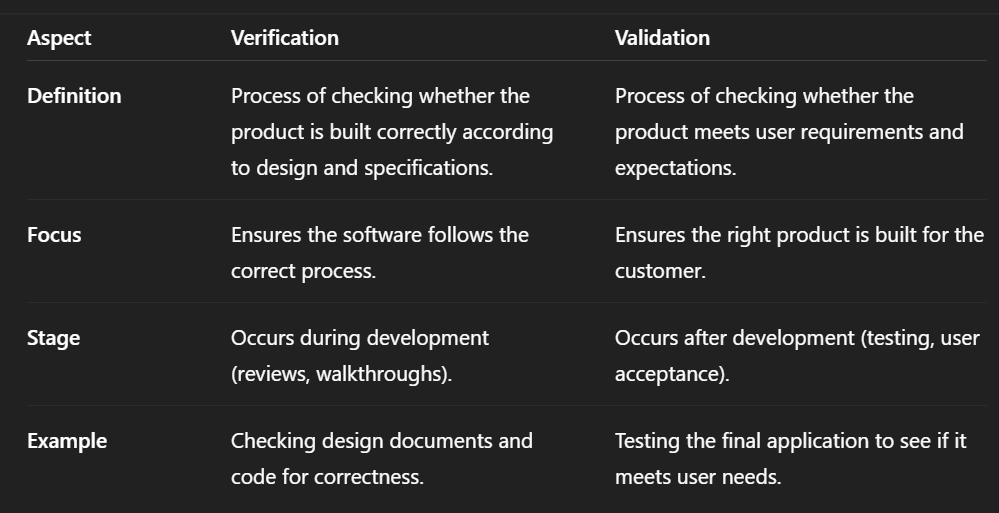 Aspect Verification Validation
Definition Process of checking whether the Process of checking whether the
product is built correctly according product meets user requirements and
to design and specifications. expectations.
Focus Ensures the software follows the Ensures the right product is built for the
correct process. customer.
Stage Occurs during development Occurs after development (testing, user
(reviews, walkthroughs). acceptance).
Example Checking design documents and Testing the final application to see if it
code for correctness. meets user needs.